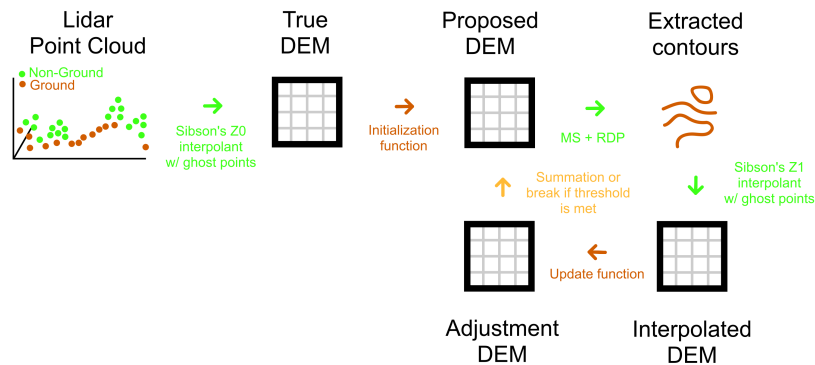 Lidar
Point Cloud
True
DEM
Proposed
DEM
Extracted
contours
Non-Ground
Ground
Sibson's Z0
interpolant
w/ ghost points
Initialization
function
MS + RDP
Sibson's Z1
interpolant
w/ ghost points
Summation or
break if threshold
is met
Update function
Adjustment
DEM
Interpolated
DEM